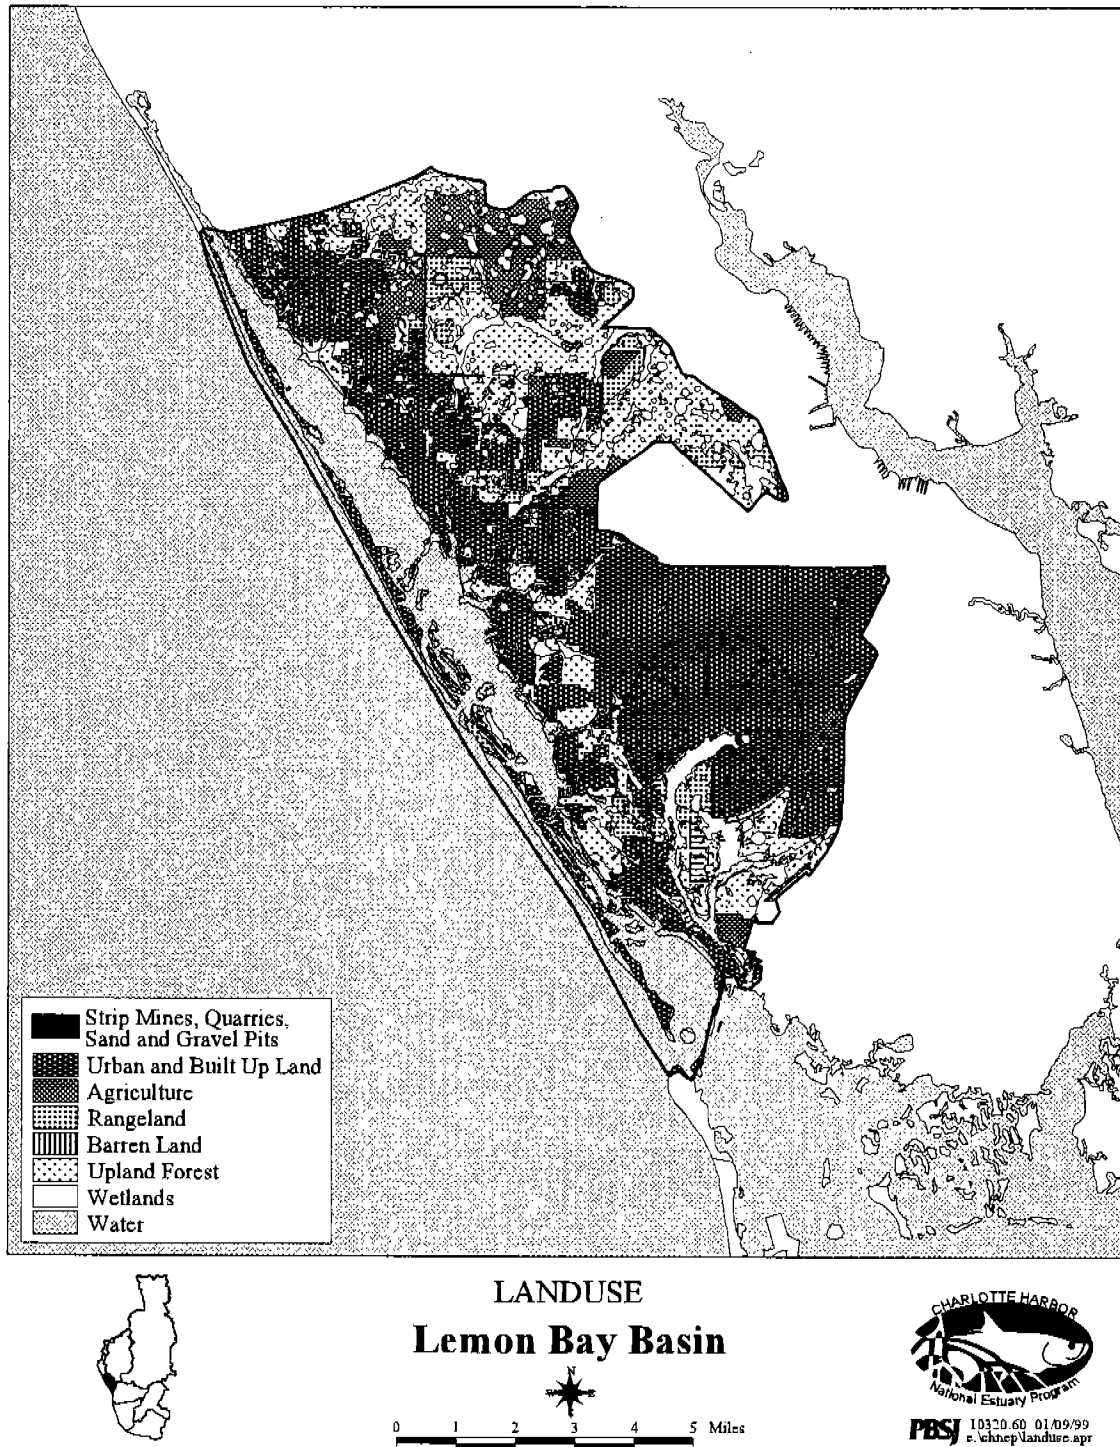 Strip Mines, Quarries,
Sand and Gravel Pits
Urban and Built Up Land
Agriculture
Rangeland
Barren Land
Upland Forest
Wetlands
Water
LANDUSE
Lemon Bay Basin
N
W E
S
0 1 2 3 4 5 Miles
CHARLOTTE HARBOR
National Estuary Program
PBSJ 10320.60 01/09/99
e:\chnep\landuse.apr